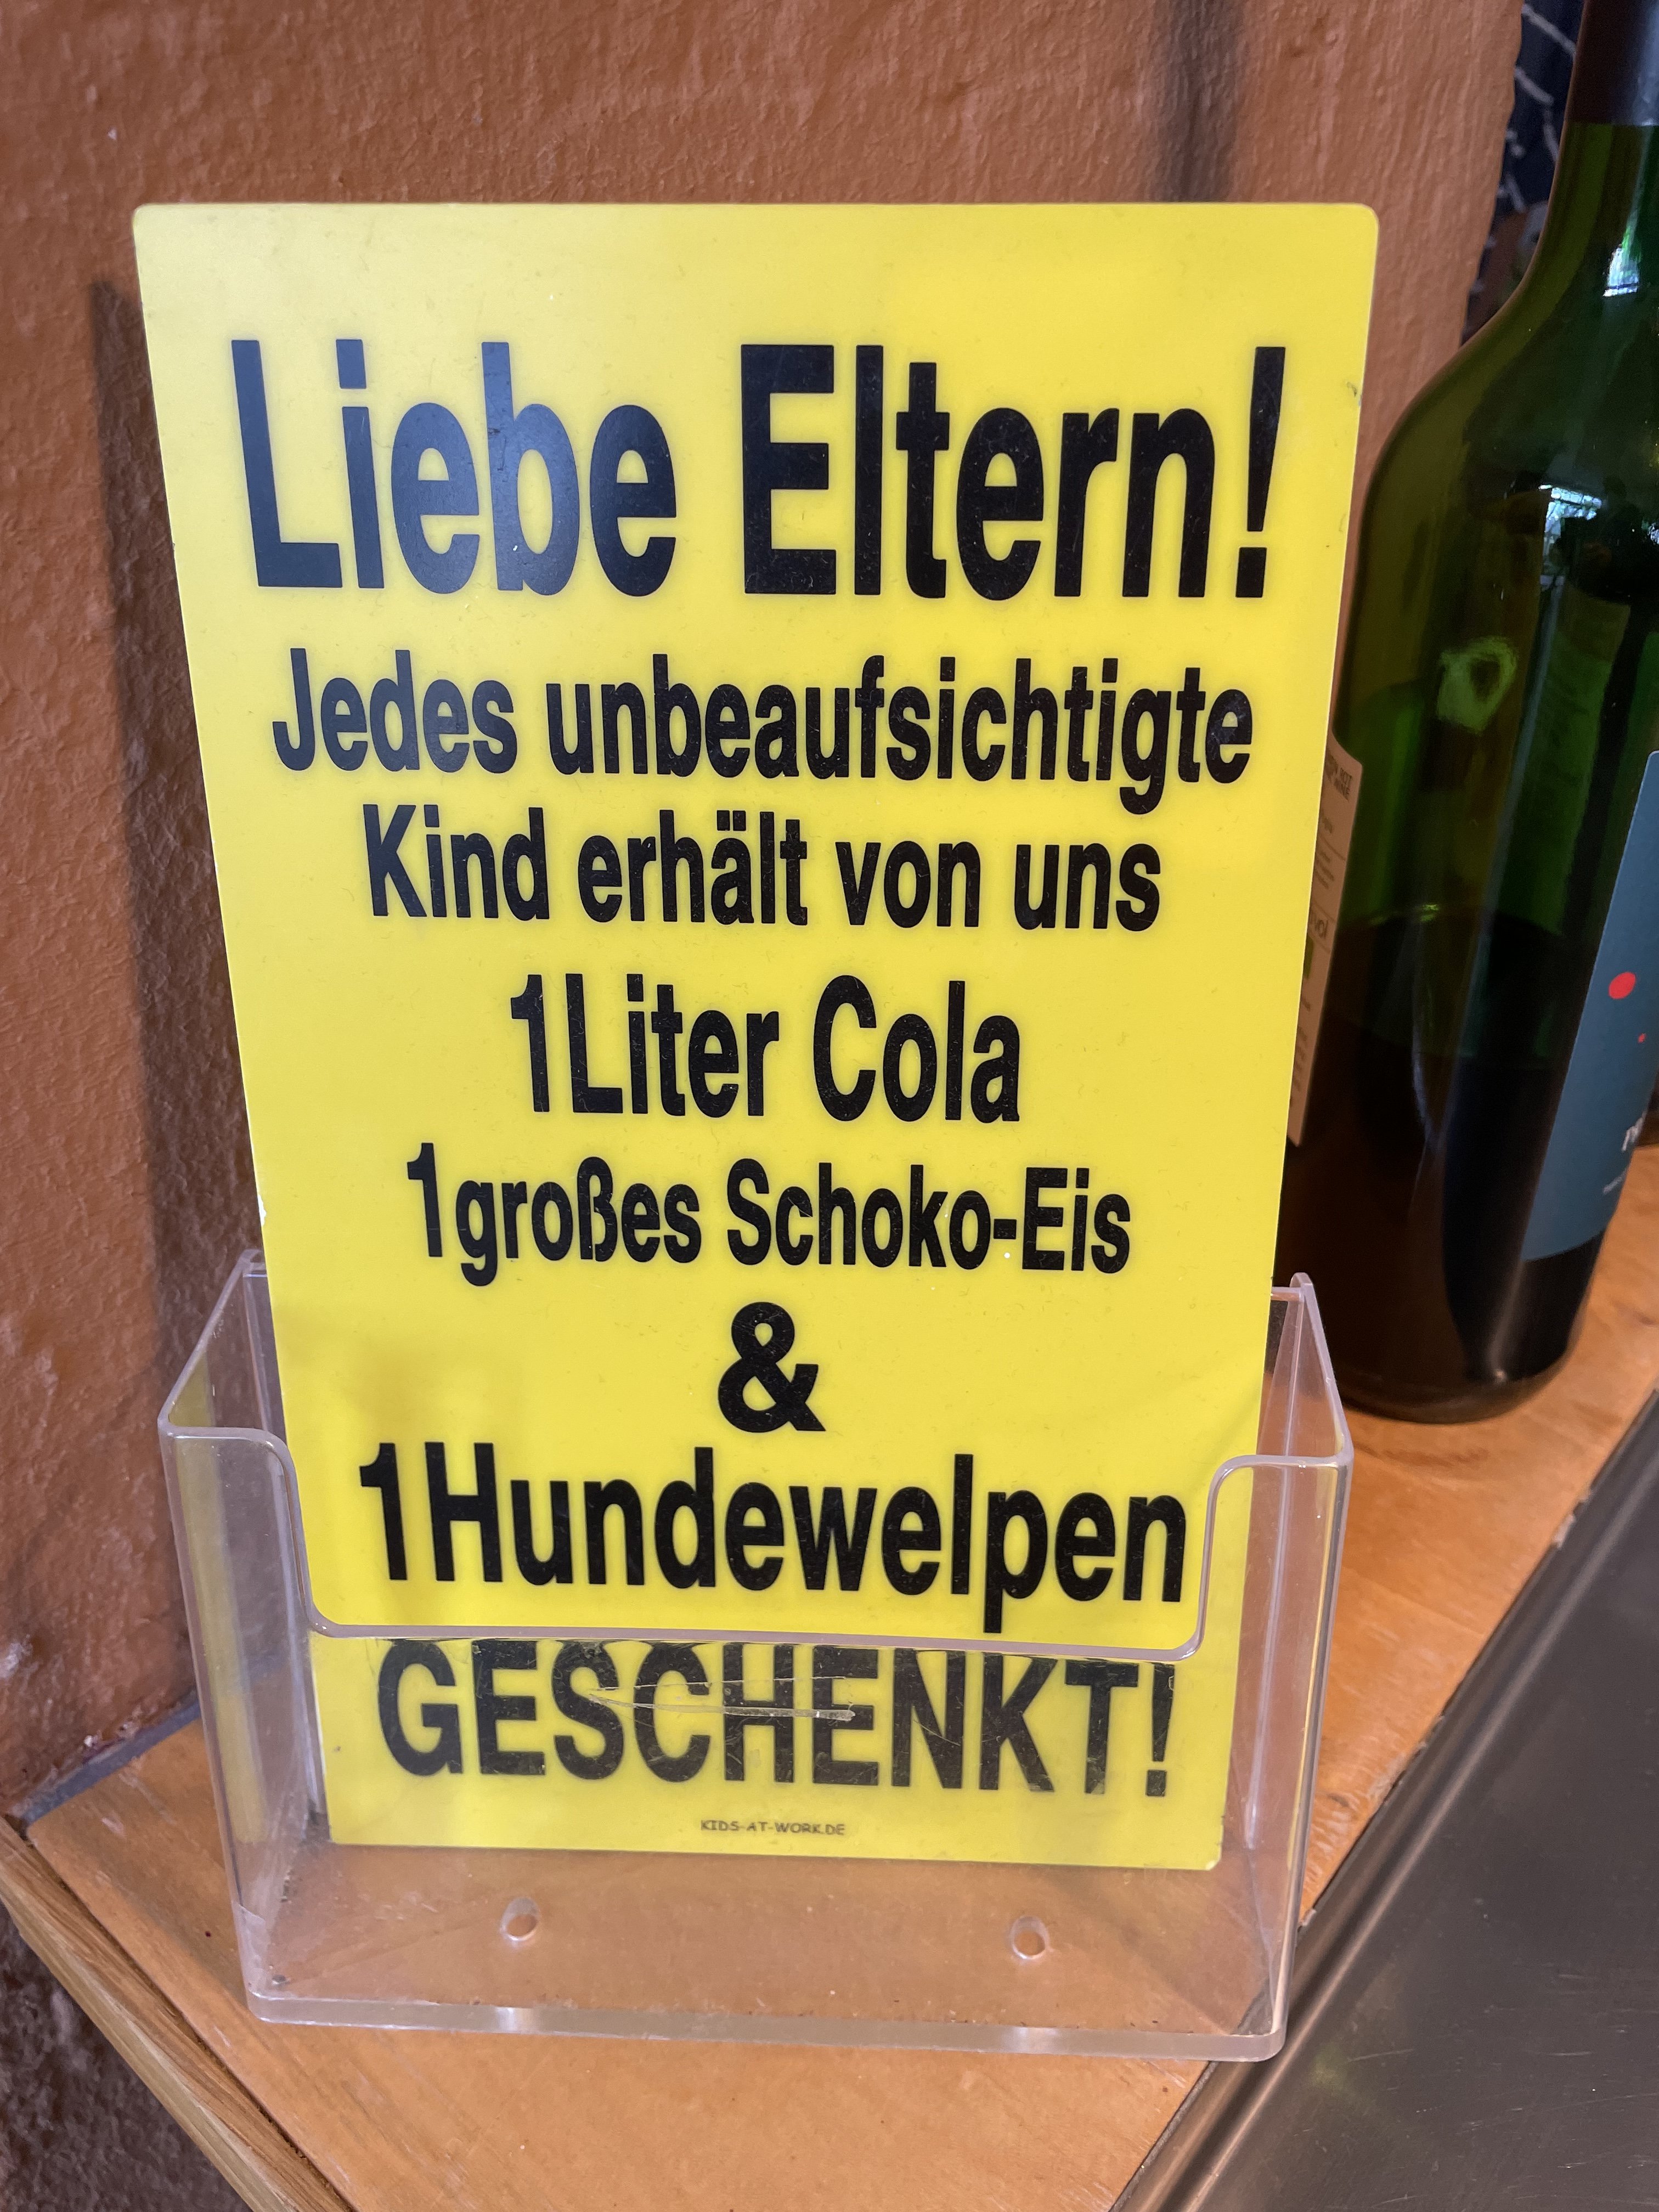 Liebe Eltern!
Jedes unbeaufsichtigte
Kind erhält von uns
1Liter Cola
1großes Schoko-Eis
&
1Hundewelpen
GESCHENKT!
KIDS-AT-WORK.DE